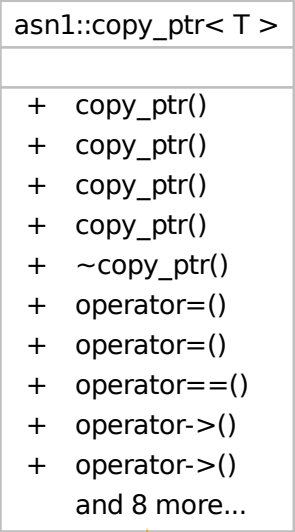 asn1::copy_ptr< T >
+ copy_ptr()
+ copy_ptr()
+ copy_ptr()
+ copy_ptr()
+ ~copy_ptr()
+ operator=()
+ operator=()
+ operator==()
+ operator->()
+ operator->()
and 8 more...